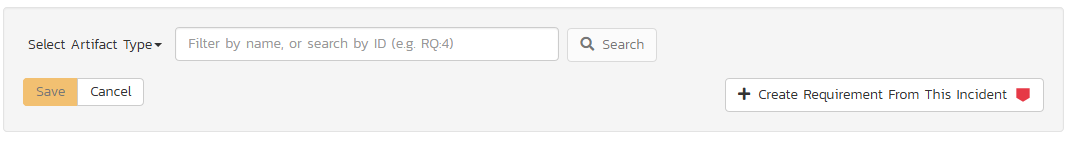 Select Artifact Type Filter by name, or search by ID (e.g. RQ:4) Search
Save Cancel Create Requirement From This Incident